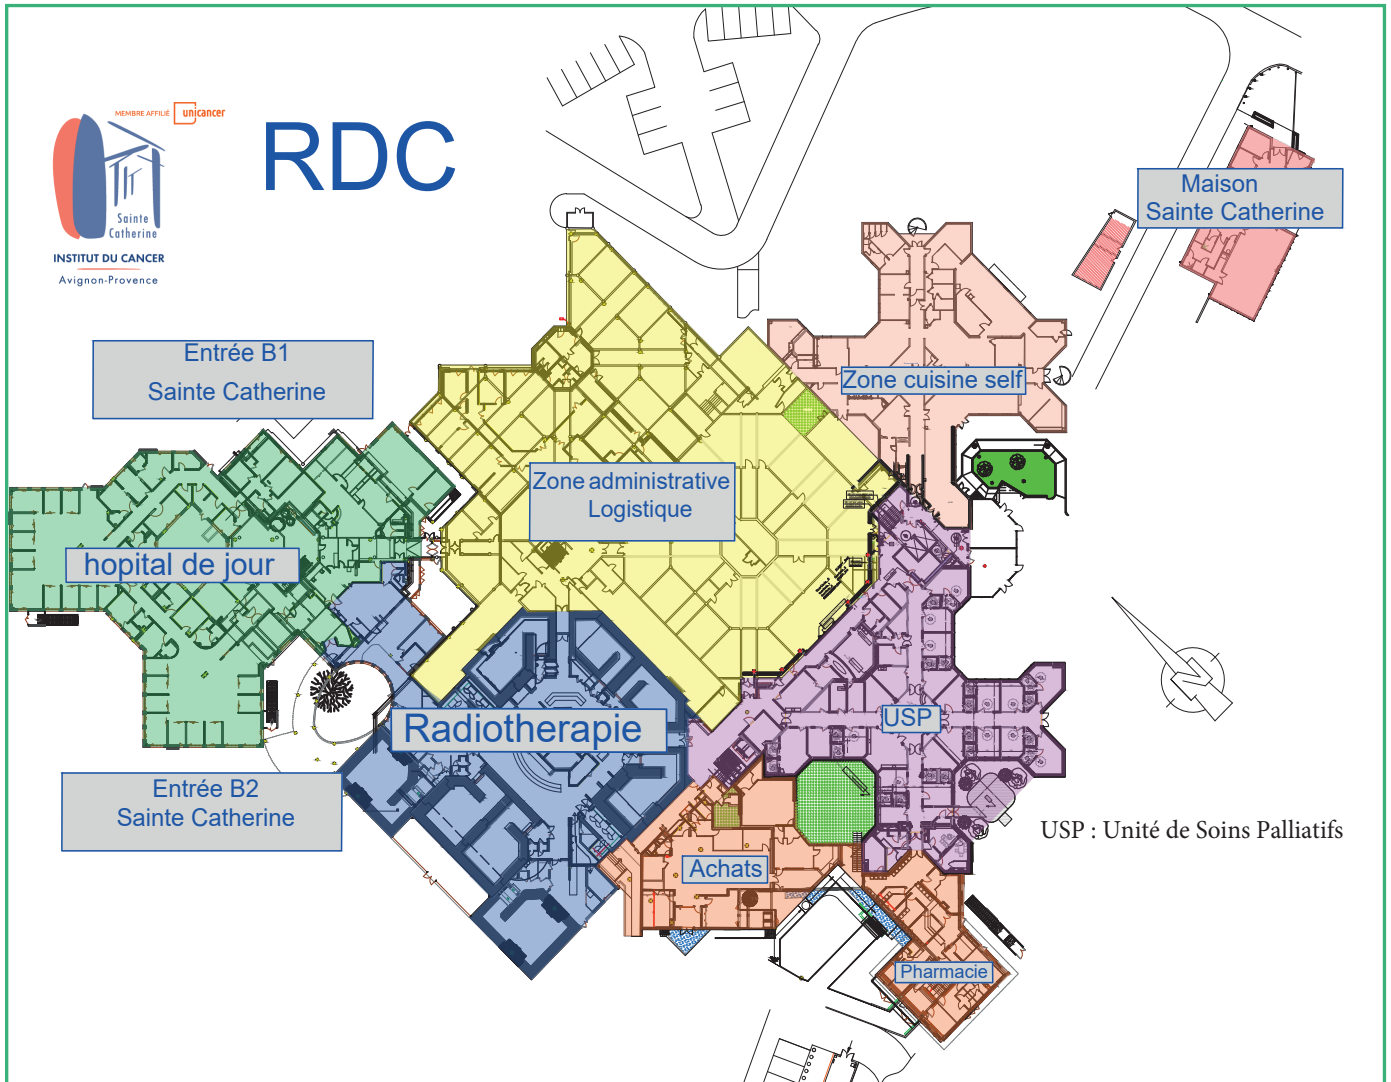 MEMBRE AFFILIÉ unicancer
RDC
Sainte
Catherine
INSTITUT DU CANCER
Avignon-Provence
Maison
Sainte Catherine
Entrée B1
Sainte Catherine
Zone cuisine self
Zone administrative
Logistique
hopital de jour
N
Radiotherapie
USP
Entrée B2
Sainte Catherine
USP : Unité de Soins Palliatifs
Achats
Pharmacie